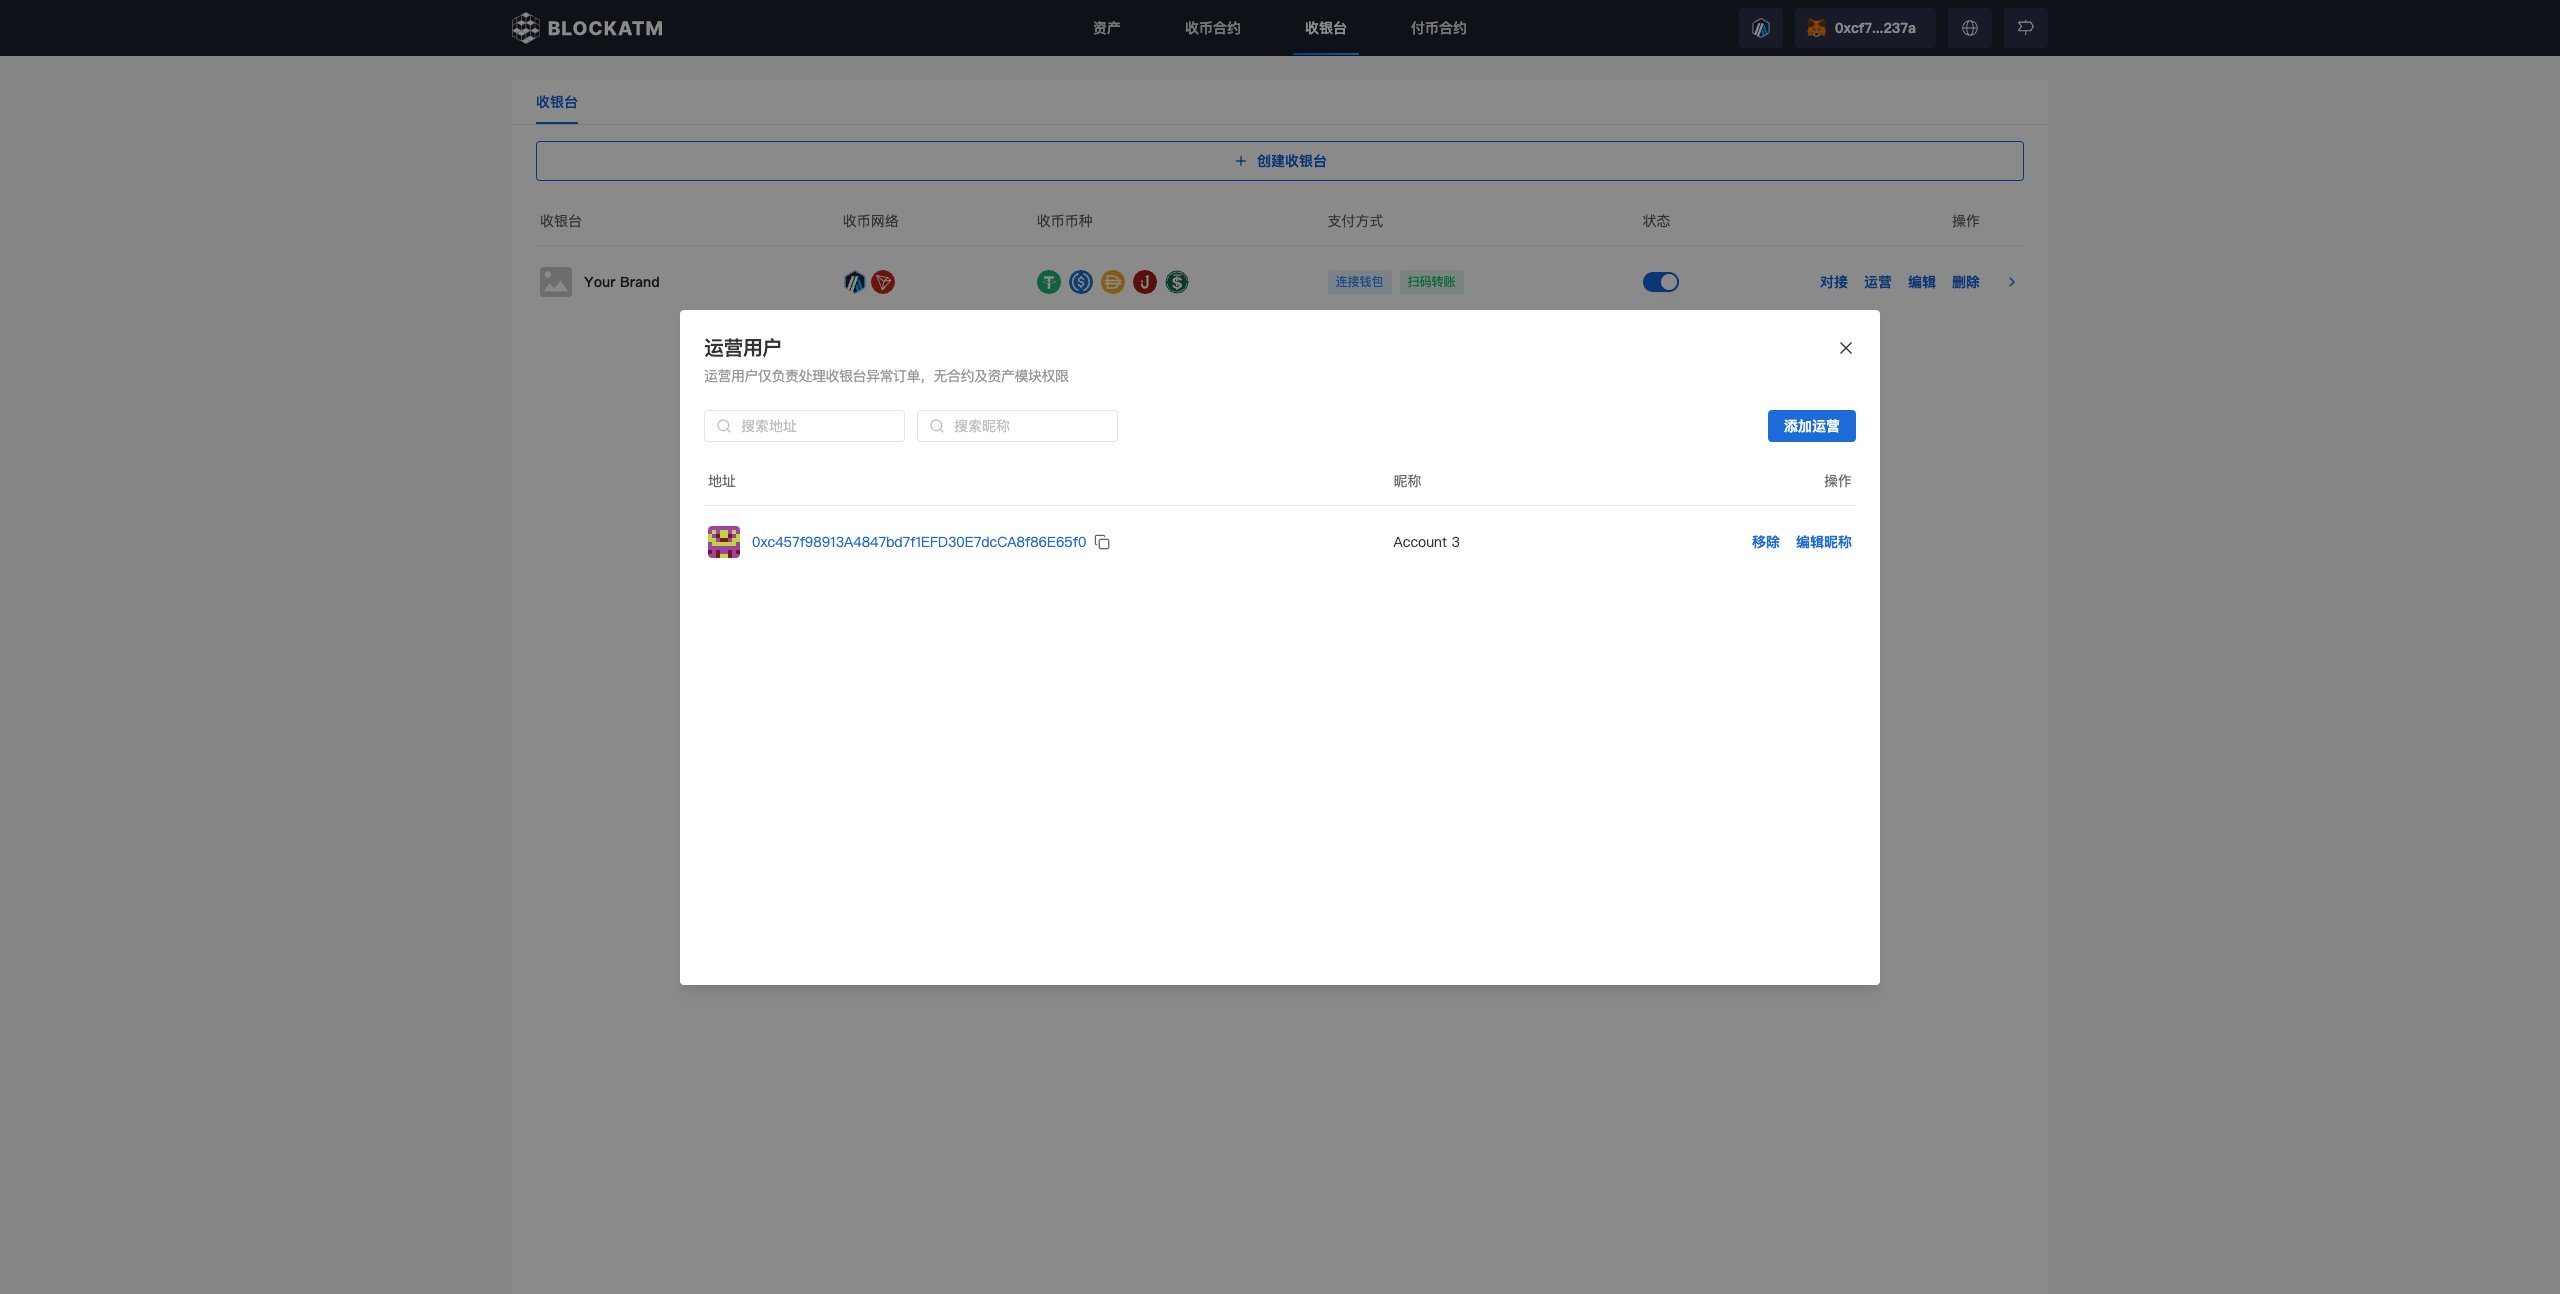 BLOCKATM 资产 收币合约 收银台 付币合约 0xcf7...237a
收银台
+ 创建收银台
收银台 收币网络 收币币种 支付方式 状态 操作
Your Brand 连接钱包 扫码转账 对接 运营 编辑 删除
运营用户
运营用户仅负责处理收银台异常订单，无合约及资产模块权限
搜索地址 搜索昵称 添加运营
地址 昵称 操作
0xc457f98913A4847bd7f1EFD30E7dcCA8f86E65f0 Account 3 移除 编辑昵称